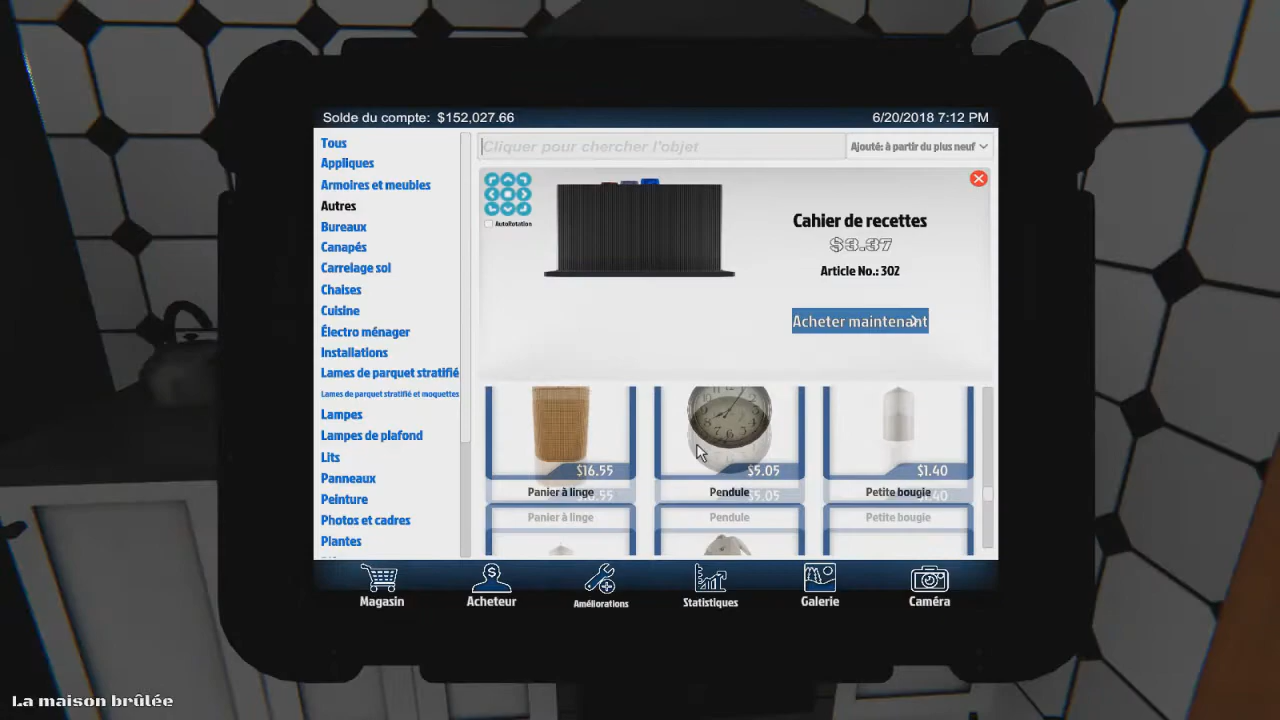 Solde du compte: $152,027.66
6/20/2018 7:12 PM
Tous
Appliques
Armoires et meubles
Autres
Bureaux
Canapés
Carrelage sol
Chaises
Cuisine
Électro ménager
Installations
Lames de parquet stratifié
Lames de parquet stratifié et moquettes
Lampes
Lampes de plafond
Lits
Panneaux
Peinture
Photos et cadres
Plantes
Cliquer pour chercher l'objet
Ajouté: à partir du plus neuf
AutoRotation
Cahier de recettes
$3.37
Article No.: 302
Acheter maintenant
$16.55
$5.05
$1.40
Panier à linge
Pendule
Petite bougie
Panier à linge
Pendule
Petite bougie
Magasin
Acheteur
Améliorations
Statistiques
Galerie
Caméra
La maison brûlée